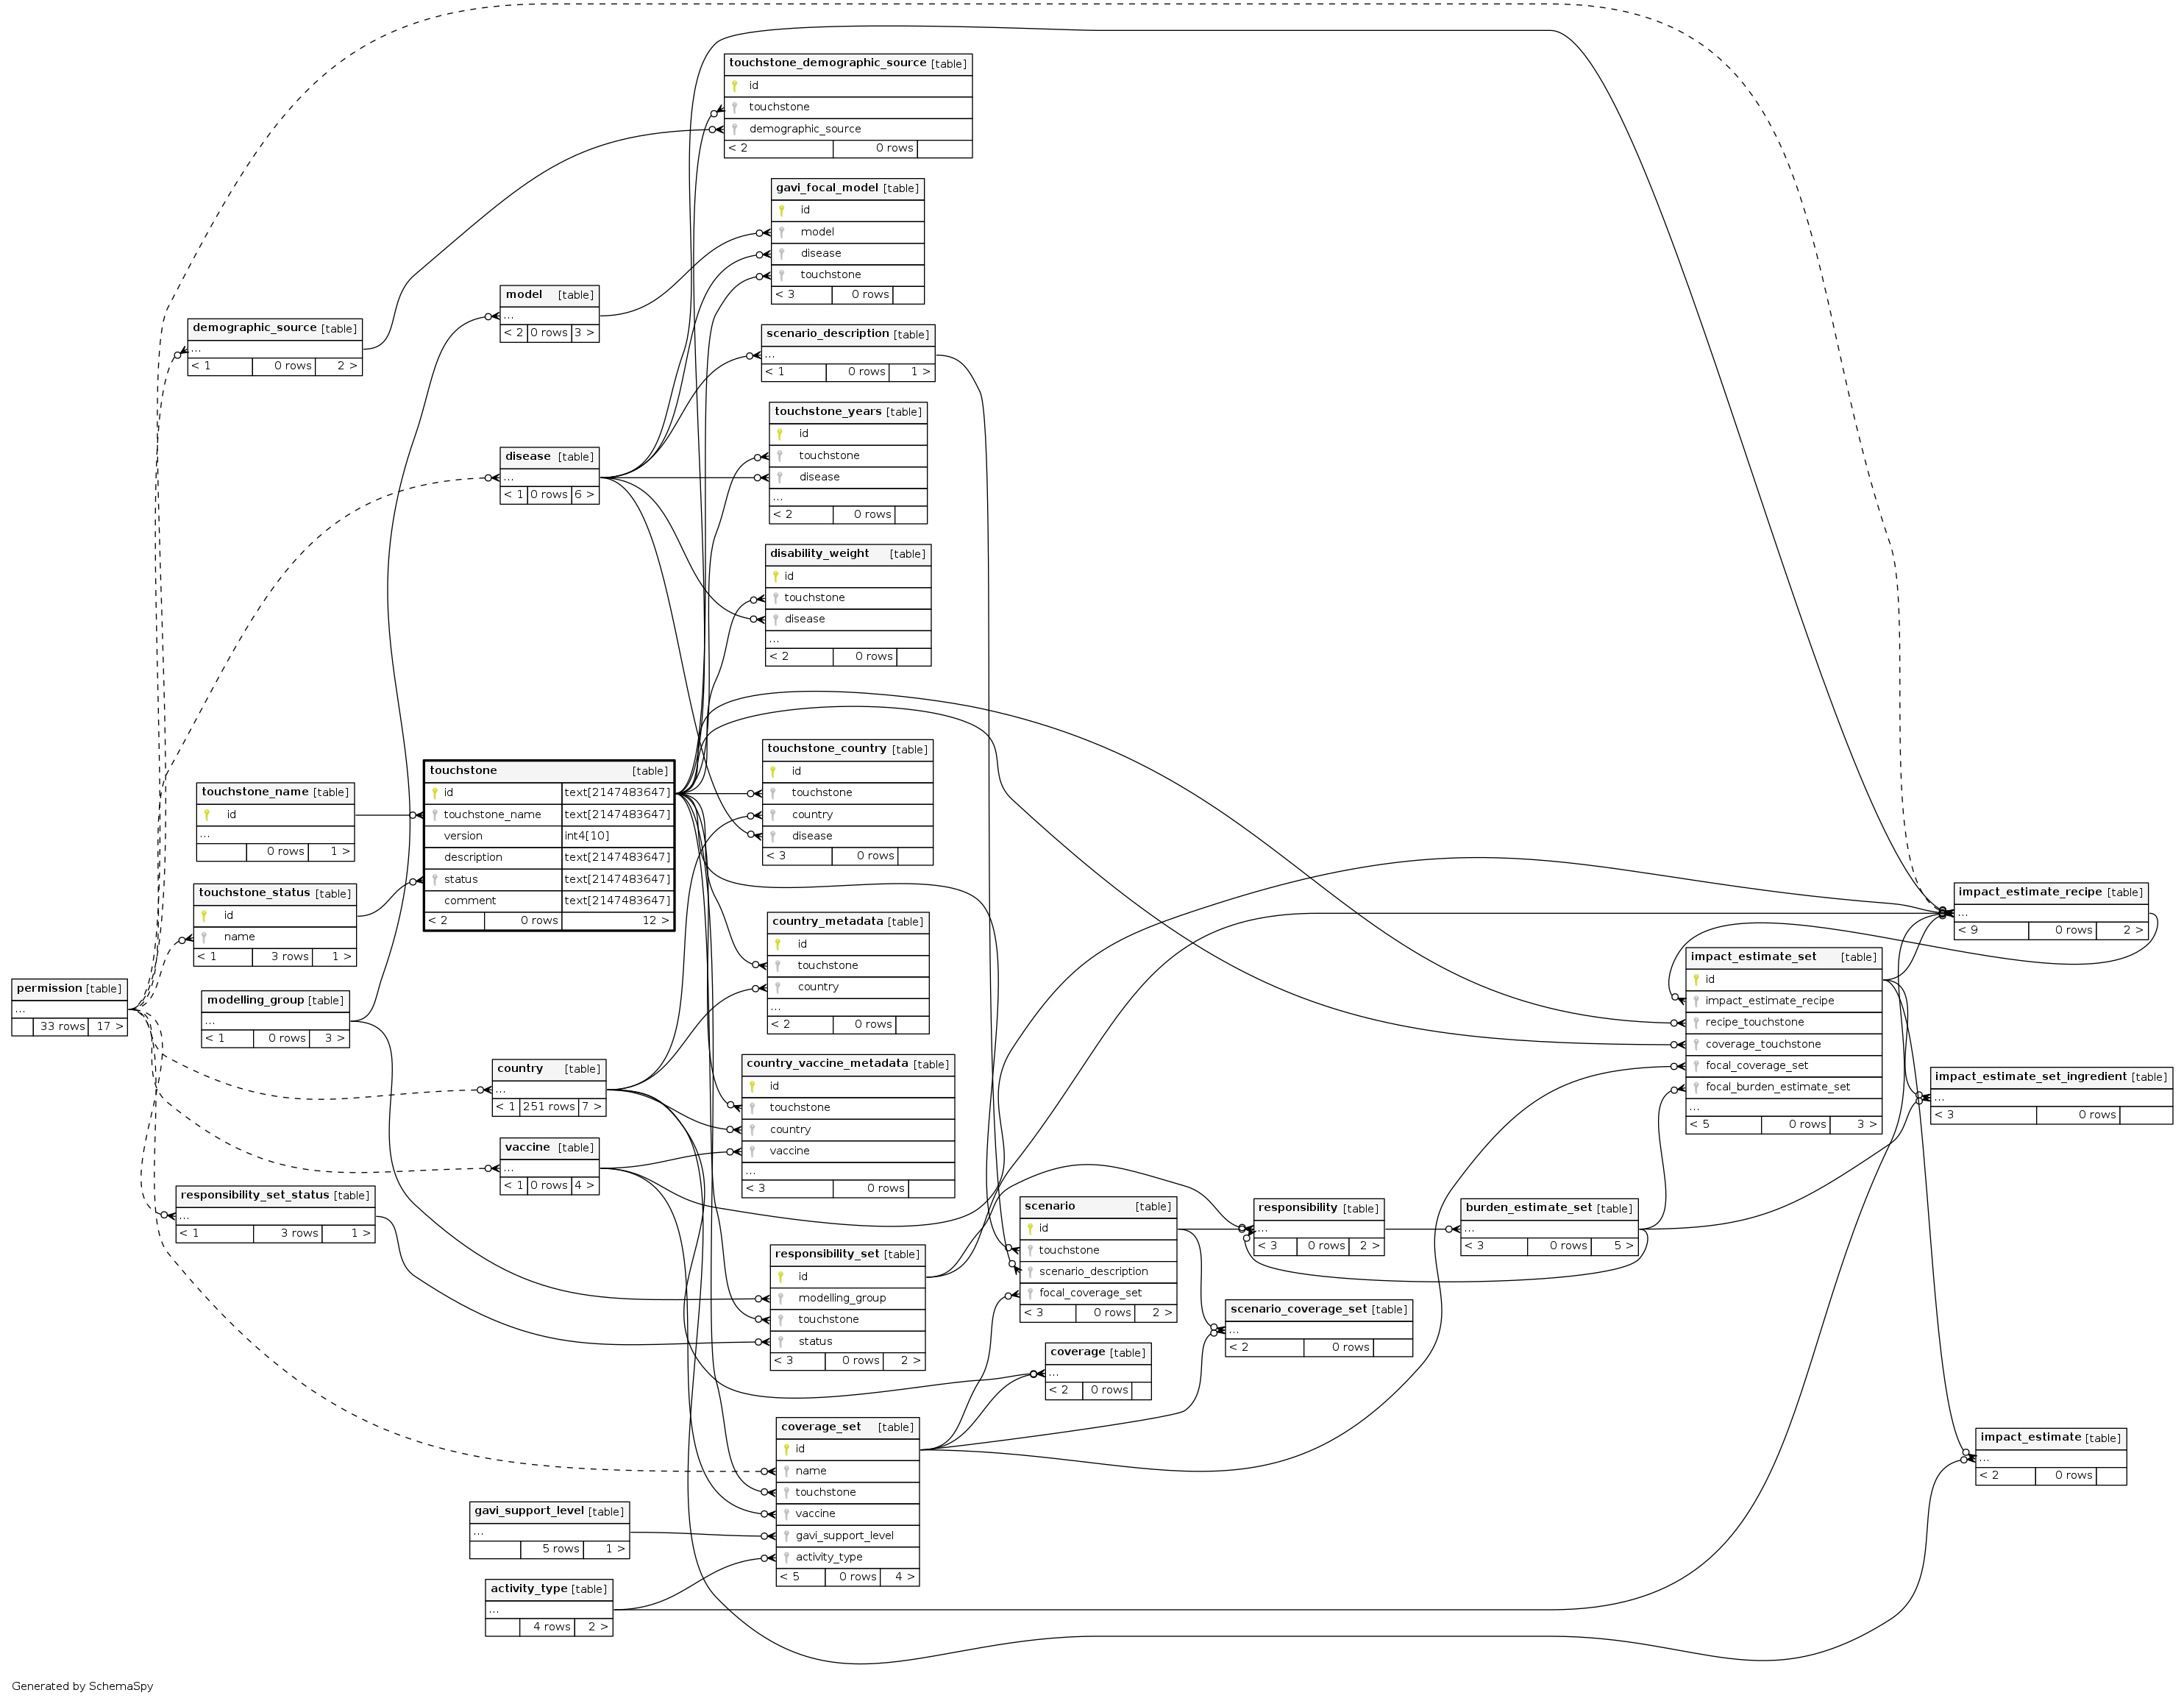 touchstone_demographic_source [table]
id
touchstone
demographic_source
< 2 0 rows
gavi_focal_model [table]
id
model
disease
touchstone
< 3 0 rows
model [table]
...
< 2 0 rows 3 >
demographic_source [table]
...
< 1 0 rows 2 >
scenario_description [table]
...
< 1 0 rows 1 >
touchstone_years [table]
id
touchstone
disease
...
< 2 0 rows
disease [table]
...
< 1 0 rows 6 >
disability_weight [table]
id
touchstone
disease
...
< 2 0 rows
touchstone_country [table]
id
touchstone
country
disease
< 3 0 rows
touchstone [table]
id text[2147483647]
touchstone_name text[2147483647]
version int4[10]
description text[2147483647]
status text[2147483647]
comment text[2147483647]
< 2 0 rows 12 >
touchstone_name [table]
id
...
0 rows 1 >
touchstone_status [table]
id
name
< 1 3 rows 1 >
permission [table]
...
33 rows 17 >
modelling_group [table]
...
< 1 0 rows 3 >
country_metadata [table]
id
touchstone
country
...
< 2 0 rows
impact_estimate_recipe [table]
...
< 9 0 rows 2 >
impact_estimate_set [table]
id
impact_estimate_recipe
recipe_touchstone
coverage_touchstone
focal_coverage_set
focal_burden_estimate_set
...
< 5 0 rows 3 >
impact_estimate_set_ingredient [table]
...
< 3 0 rows
country [table]
...
< 1 251 rows 7 >
country_vaccine_metadata [table]
id
touchstone
country
vaccine
...
< 3 0 rows
vaccine [table]
...
< 1 0 rows 4 >
responsibility_set_status [table]
...
< 1 3 rows 1 >
scenario [table]
id
touchstone
scenario_description
focal_coverage_set
< 3 0 rows 2 >
responsibility [table]
...
< 3 0 rows 2 >
burden_estimate_set [table]
...
< 3 0 rows 5 >
responsibility_set [table]
id
modelling_group
touchstone
status
< 3 0 rows 2 >
scenario_coverage_set [table]
...
< 2 0 rows
coverage [table]
...
< 2 0 rows
coverage_set [table]
id
name
touchstone
vaccine
gavi_support_level
activity_type
< 5 0 rows 4 >
impact_estimate [table]
...
< 2 0 rows
gavi_support_level [table]
...
5 rows 1 >
activity_type [table]
...
4 rows 2 >
Generated by SchemaSpy